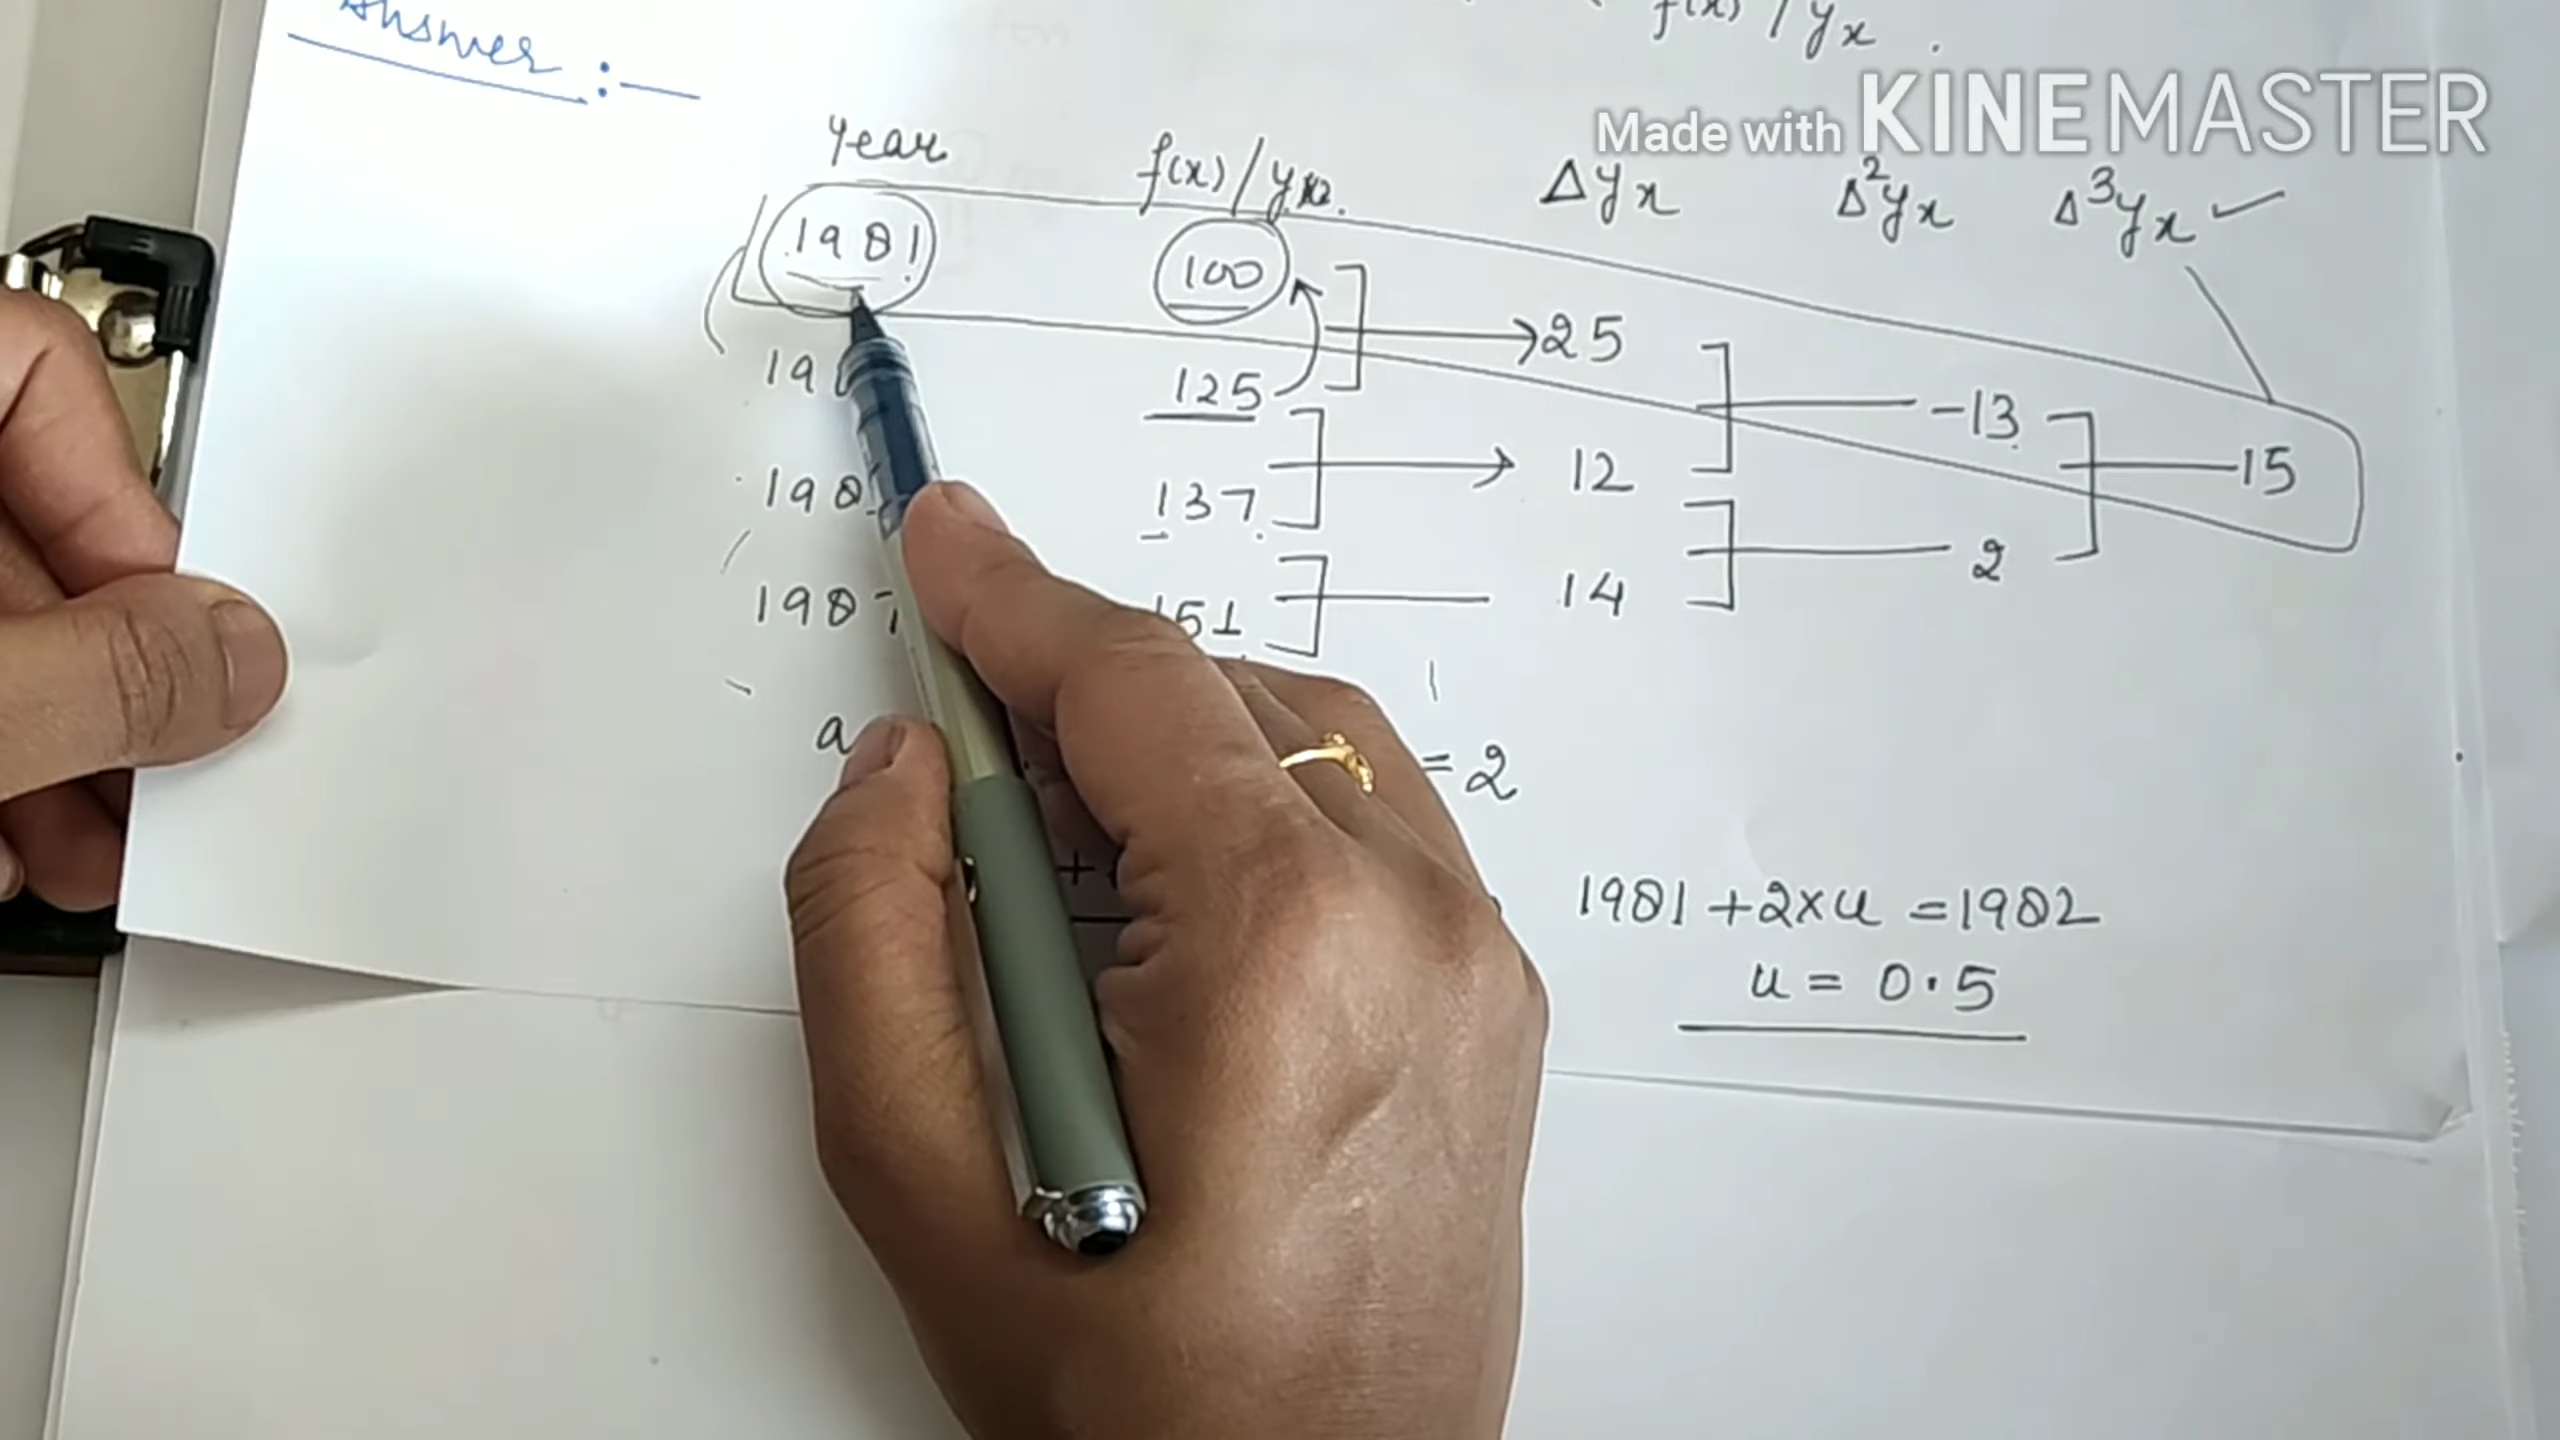 Answer :—
f(x) / yx .
Made with KINEMASTER
Year f(x)/yx. Δyx Δ²yx Δ³yx ✓
1981 100
25
125
-13
137 12 15
2
1987 151 14
a = 2
+
1981 + 2×u = 1982
u = 0.5